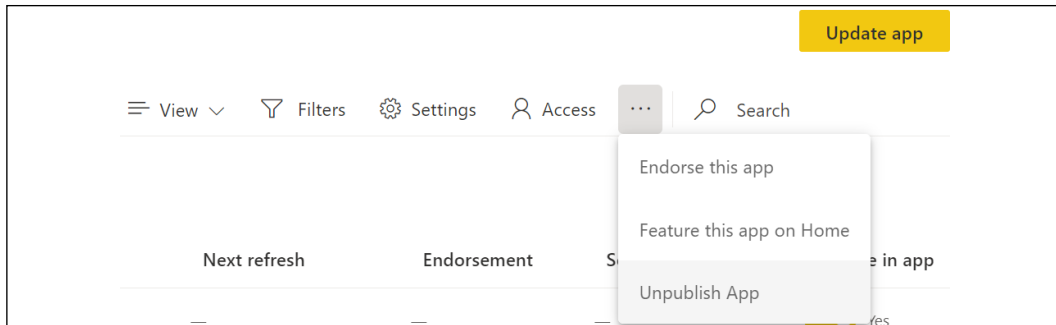 Update app
View Filters Settings Access ... Search
Endorse this app
Feature this app on Home
Next refresh Endorsement S e in app
Unpublish App
Yes